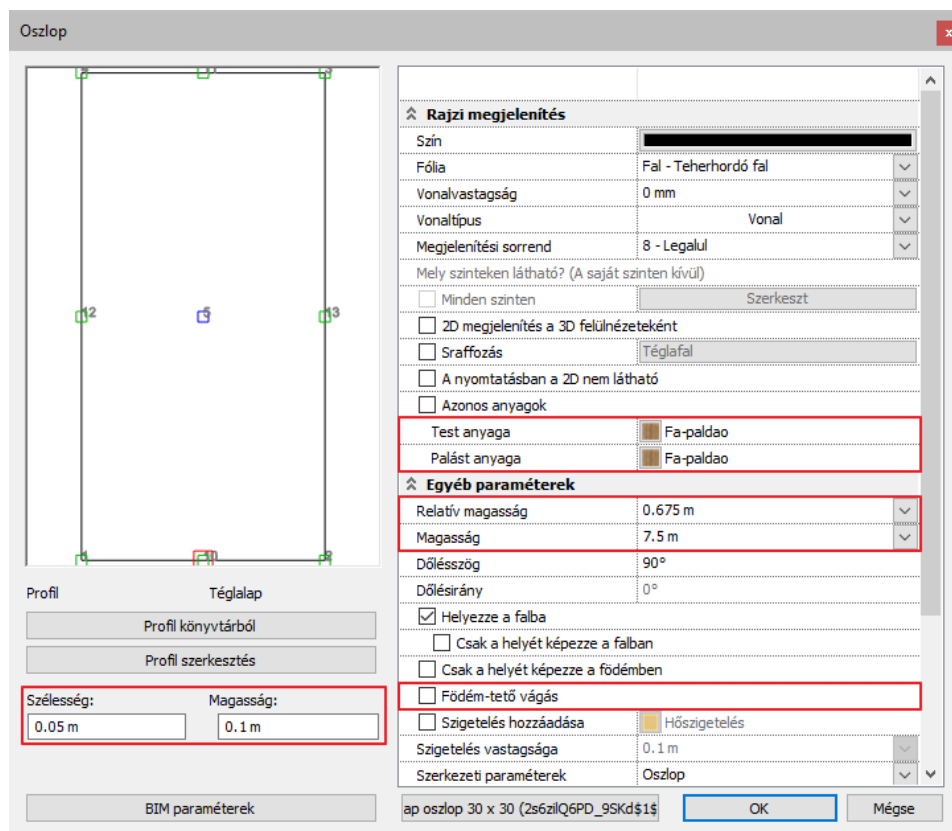 Oszlop
x
12
5
13
10
Profil
Téglalap
Profil könyvtárból
Profil szerkesztés
Szélesség:
Magasság:
0.05 m
0.1 m
BIM paraméterek
Rajzi megjelenítés
Szín
Fólia
Fal - Teherhordó fal
Vonalvastagság
0 mm
Vonaltípus
Vonal
Megjelenítési sorrend
8 - Legalul
Mely szinteken látható? (A saját szinten kívül)
Minden szinten
Szerkeszt
2D megjelenítés a 3D felülnézeteként
Sraffozás
Téglafal
A nyomtatásban a 2D nem látható
Azonos anyagok
Test anyaga
Fa-paldao
Palást anyaga
Fa-paldao
Egyéb paraméterek
Relatív magasság
0.675 m
Magasság
7.5 m
Dőlésszög
90°
Dőlésirány
0°
Helyezze a falba
Csak a helyét képezze a falban
Csak a helyét képezze a födémben
Födém-tető vágás
Szigetelés hozzáadása
Hőszigetelés
Szigetelés vastagsága
0.1 m
Szerkezeti paraméterek
Oszlop
ap oszlop 30 x 30 (2s6zilQ6PD_9SKd$1$
OK
Mégse